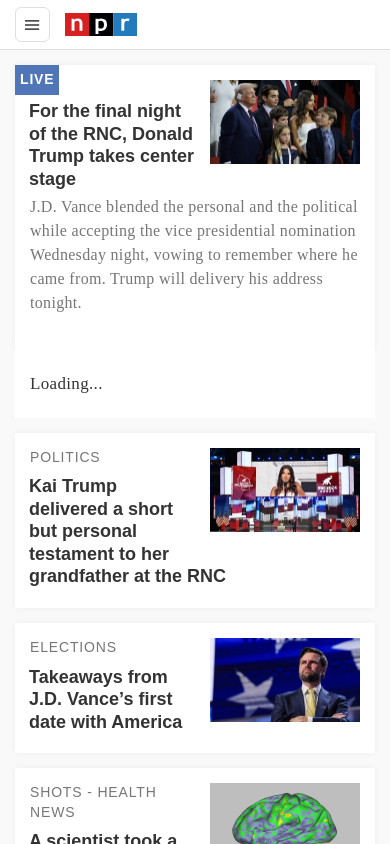 npr
LIVE
For the final night
of the RNC, Donald
Trump takes center
stage
J.D. Vance blended the personal and the political
while accepting the vice presidential nomination
Wednesday night, vowing to remember where he
came from. Trump will delivery his address
tonight.
Loading...
POLITICS
Kai Trump
delivered a short
but personal
testament to her
grandfather at the RNC
ELECTIONS
Takeaways from
J.D. Vance’s first
date with America
SHOTS - HEALTH
NEWS
A scientist took a